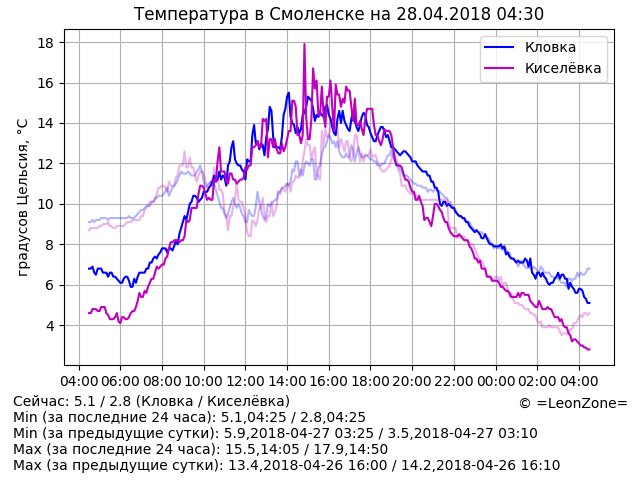 Температура в Смоленске на 28.04.2018 04:30
Кловка
Киселёвка
градусов Цельсия, °C
18
16
14
12
10
8
6
4
04:00 06:00 08:00 10:00 12:00 14:00 16:00 18:00 20:00 22:00 00:00 02:00 04:00
Сейчас: 5.1 / 2.8 (Кловка / Киселёвка)
© =LeonZone=
Min (за последние 24 часа): 5.1,04:25 / 2.8,04:25
Min (за предыдущие сутки): 5.9,2018-04-27 03:25 / 3.5,2018-04-27 03:10
Max (за последние 24 часа): 15.5,14:05 / 17.9,14:50
Max (за предыдущие сутки): 13.4,2018-04-26 16:00 / 14.2,2018-04-26 16:10